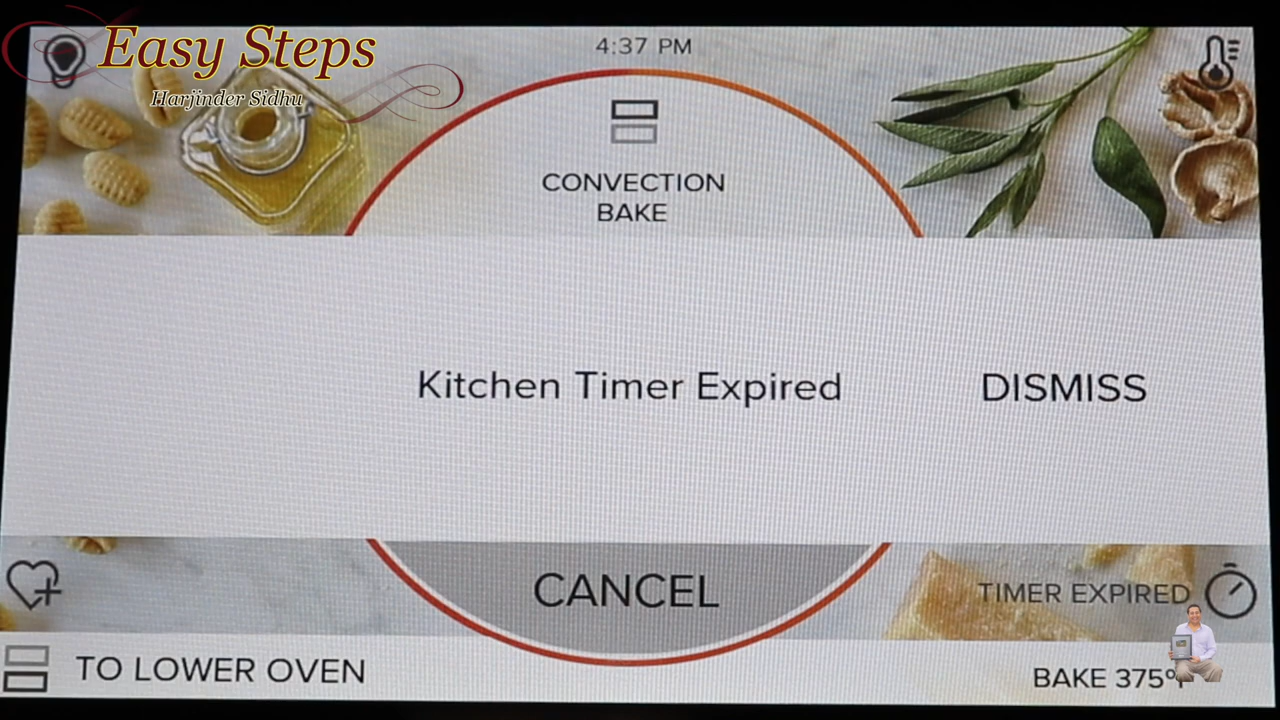 Easy Steps
Harjinder Sidhu
4:37 PM
CONVECTION
BAKE
Kitchen Timer Expired
DISMISS
CANCEL
TIMER EXPIRED
TO LOWER OVEN
BAKE 375°F